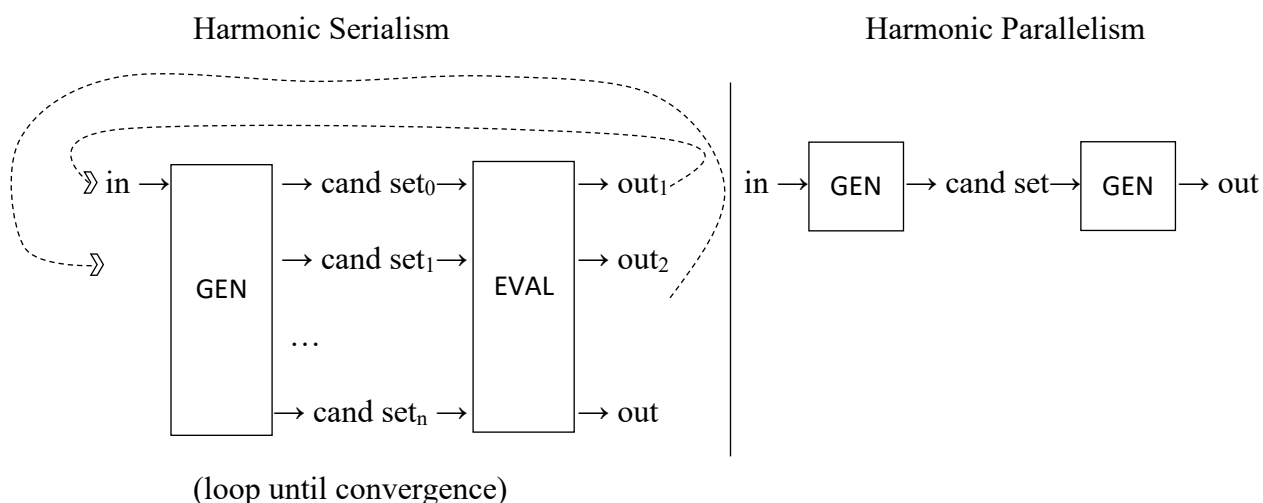 Harmonic Serialism
Harmonic Parallelism
in → → cand set₀→ → out₁
GEN
→ cand set₁→ EVAL → out₂
…
→ cand setₙ → → out
(loop until convergence)
in → GEN → cand set→ GEN → out